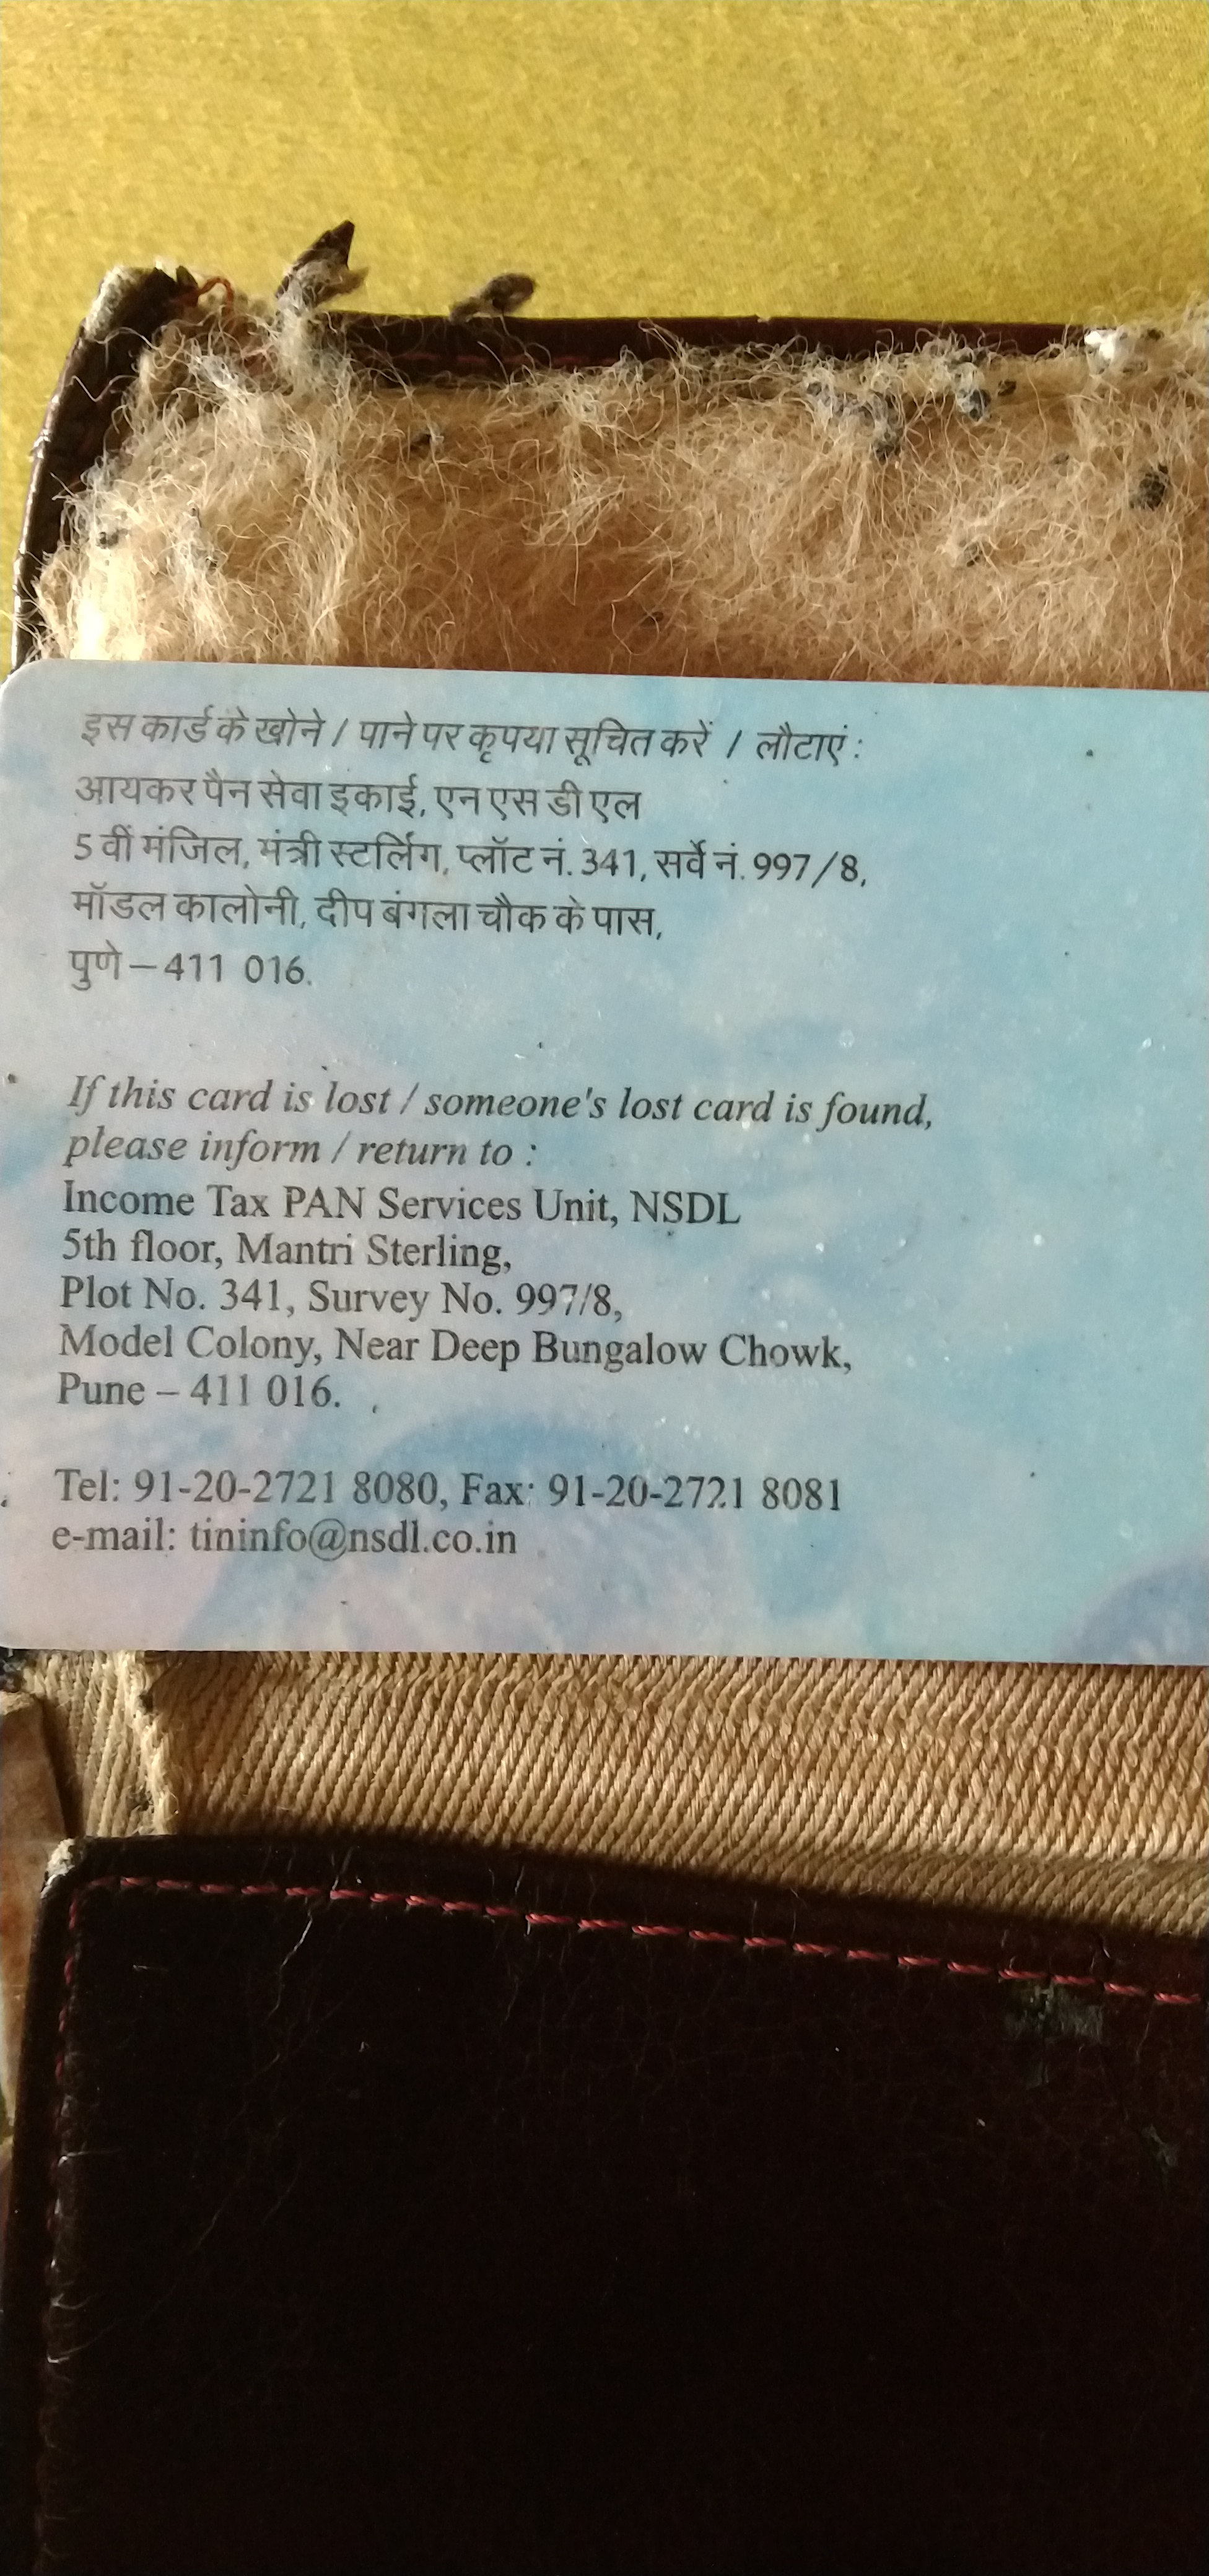 इस कार्ड के खोने / पाने पर कृपया सूचित करें / लौटाएं :
आयकर पैन सेवा इकाई, एन एस डी एल
5 वीं मंजिल, मंत्री स्टर्लिंग, प्लॉट नं. 341, सर्वे नं. 997/8,
मॉडल कालोनी, दीप बंगला चौक के पास,
पुणे – 411 016.
If this card is lost / someone's lost card is found,
please inform / return to :
Income Tax PAN Services Unit, NSDL
5th floor, Mantri Sterling,
Plot No. 341, Survey No. 997/8,
Model Colony, Near Deep Bungalow Chowk,
Pune – 411 016.
Tel: 91-20-2721 8080, Fax: 91-20-2721 8081
e-mail: tininfo@nsdl.co.in